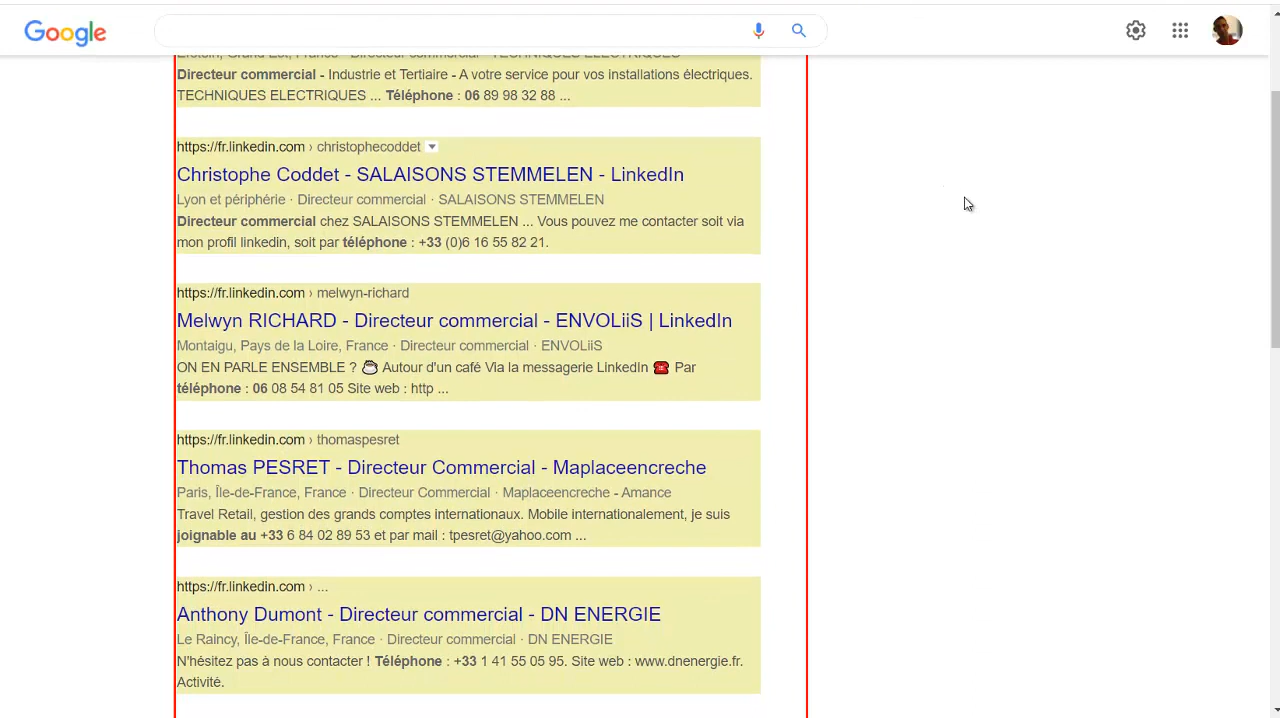 Google
Erstein, Grand Est, France · Directeur commercial · TECHNIQUES ELECTRIQUES
Directeur commercial - Industrie et Tertiaire - A votre service pour vos installations électriques.
TECHNIQUES ELECTRIQUES ... Téléphone : 06 89 98 32 88 ...
https://fr.linkedin.com › christophecoddet
Christophe Coddet - SALAISONS STEMMELEN - LinkedIn
Lyon et périphérie · Directeur commercial · SALAISONS STEMMELEN
Directeur commercial chez SALAISONS STEMMELEN ... Vous pouvez me contacter soit via
mon profil linkedin, soit par téléphone : +33 (0)6 16 55 82 21.
https://fr.linkedin.com › melwyn-richard
Melwyn RICHARD - Directeur commercial - ENVOLiiS | LinkedIn
Montaigu, Pays de la Loire, France · Directeur commercial · ENVOLiiS
ON EN PARLE ENSEMBLE ? ☕ Autour d'un café Via la messagerie LinkedIn ☎️ Par
téléphone : 06 08 54 81 05 Site web : http ...
https://fr.linkedin.com › thomaspesret
Thomas PESRET - Directeur Commercial - Maplaceencreche
Paris, Île-de-France, France · Directeur Commercial · Maplaceencreche - Amance
Travel Retail, gestion des grands comptes internationaux. Mobile internationalement, je suis
joignable au +33 6 84 02 89 53 et par mail : tpesret@yahoo.com ...
https://fr.linkedin.com › ...
Anthony Dumont - Directeur commercial - DN ENERGIE
Le Raincy, Île-de-France, France · Directeur commercial · DN ENERGIE
N'hésitez pas à nous contacter ! Téléphone : +33 1 41 55 05 95. Site web : www.dnenergie.fr.
Activité.